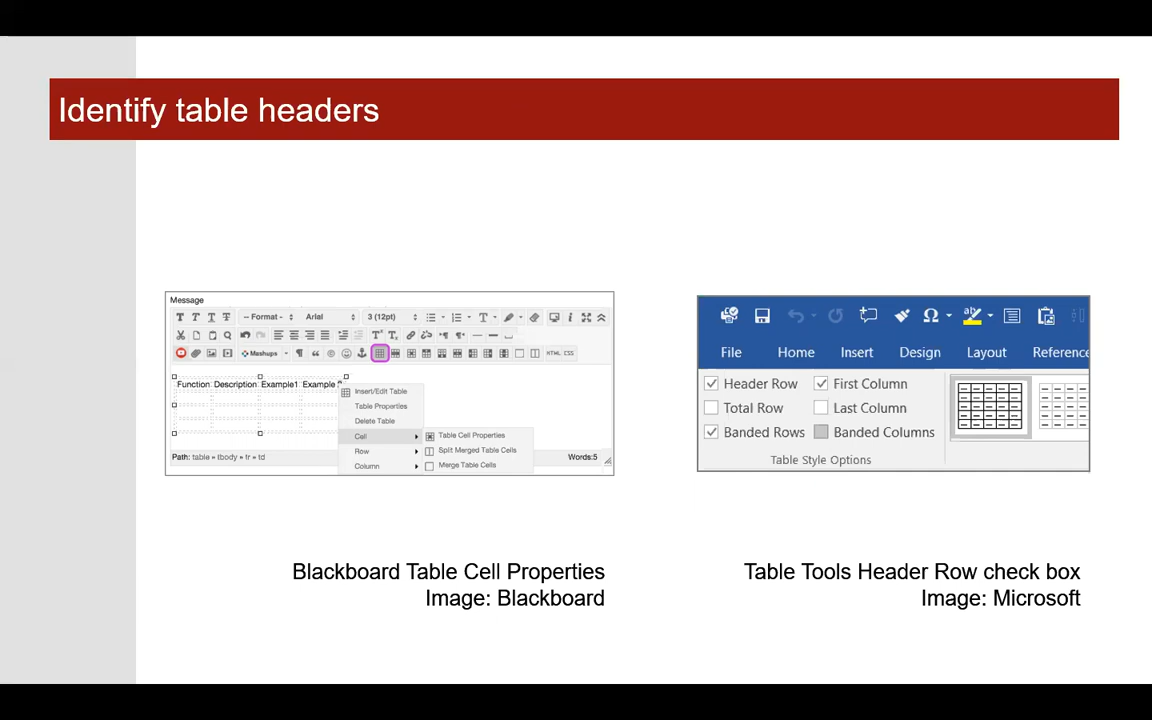 Identify table headers
Message
-- Format -- Arial 3 (12pt)
Mashups HTML CSS
Function Description Example1 Example
Insert/Edit Table
Table Properties
Delete Table
Cell
Table Cell Properties
Row
Split Merged Table Cells
Column
Merge Table Cells
Path: table » tbody » tr » td
Words:5
File Home Insert Design Layout Reference
Header Row First Column
Total Row Last Column
Banded Rows Banded Columns
Table Style Options
Blackboard Table Cell Properties
Image: Blackboard
Table Tools Header Row check box
Image: Microsoft